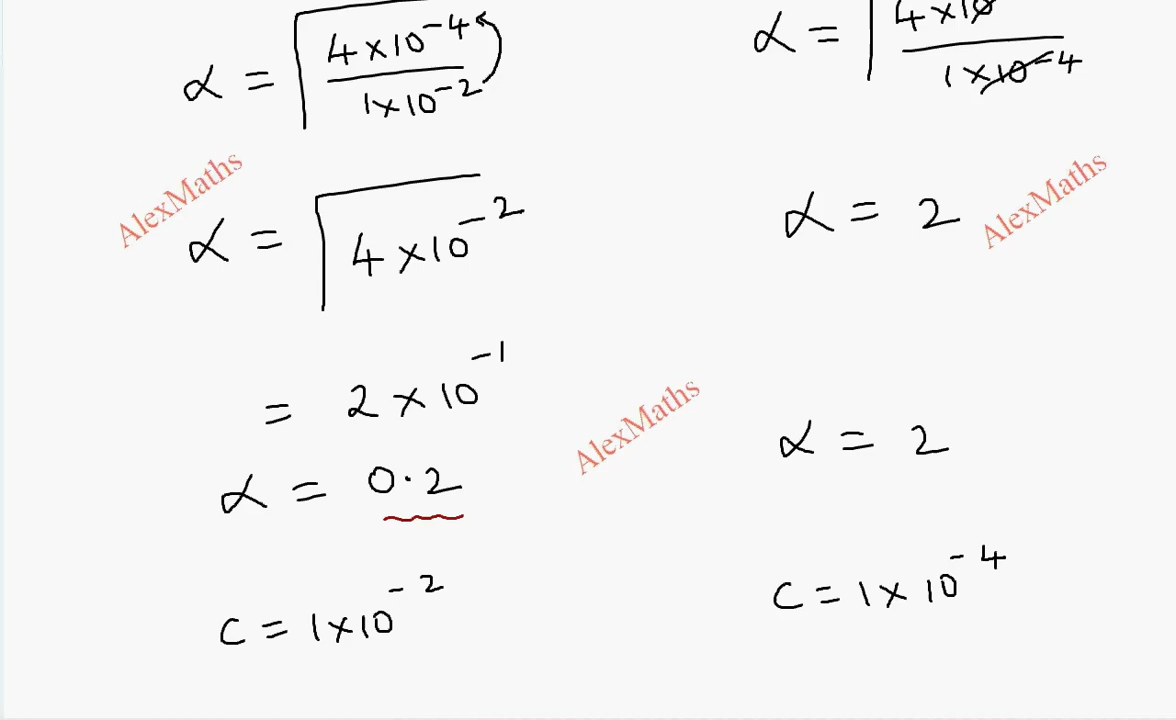 α = √(4×10⁻⁴ / 1×10⁻²)
α = √(4×10⁻²)
= 2×10⁻¹
α = 0.2
c = 1×10⁻²
α = √(4×10 / 1×10⁻⁴)
α = 2
α = 2
c = 1×10⁻⁴
AlexMaths
AlexMaths
AlexMaths